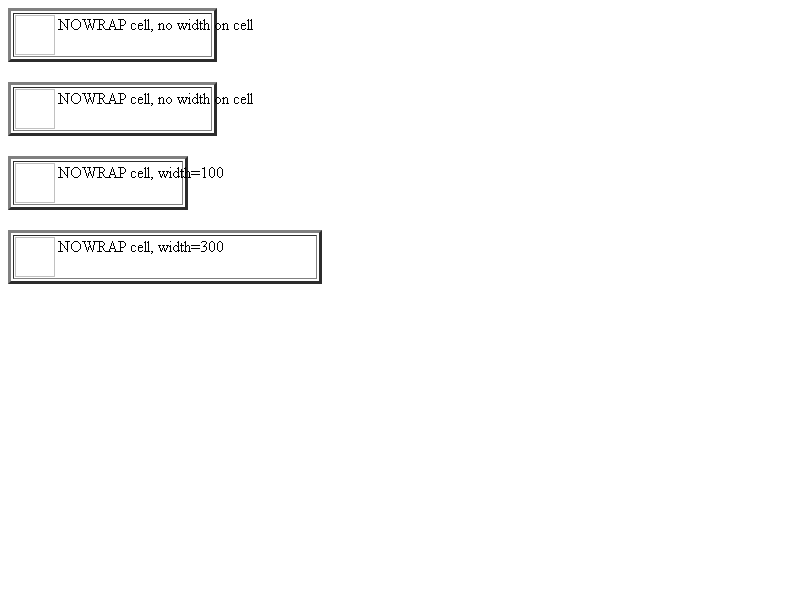 NOWRAP cell, no width on cell
NOWRAP cell, no width on cell
NOWRAP cell, width=100
NOWRAP cell, width=300